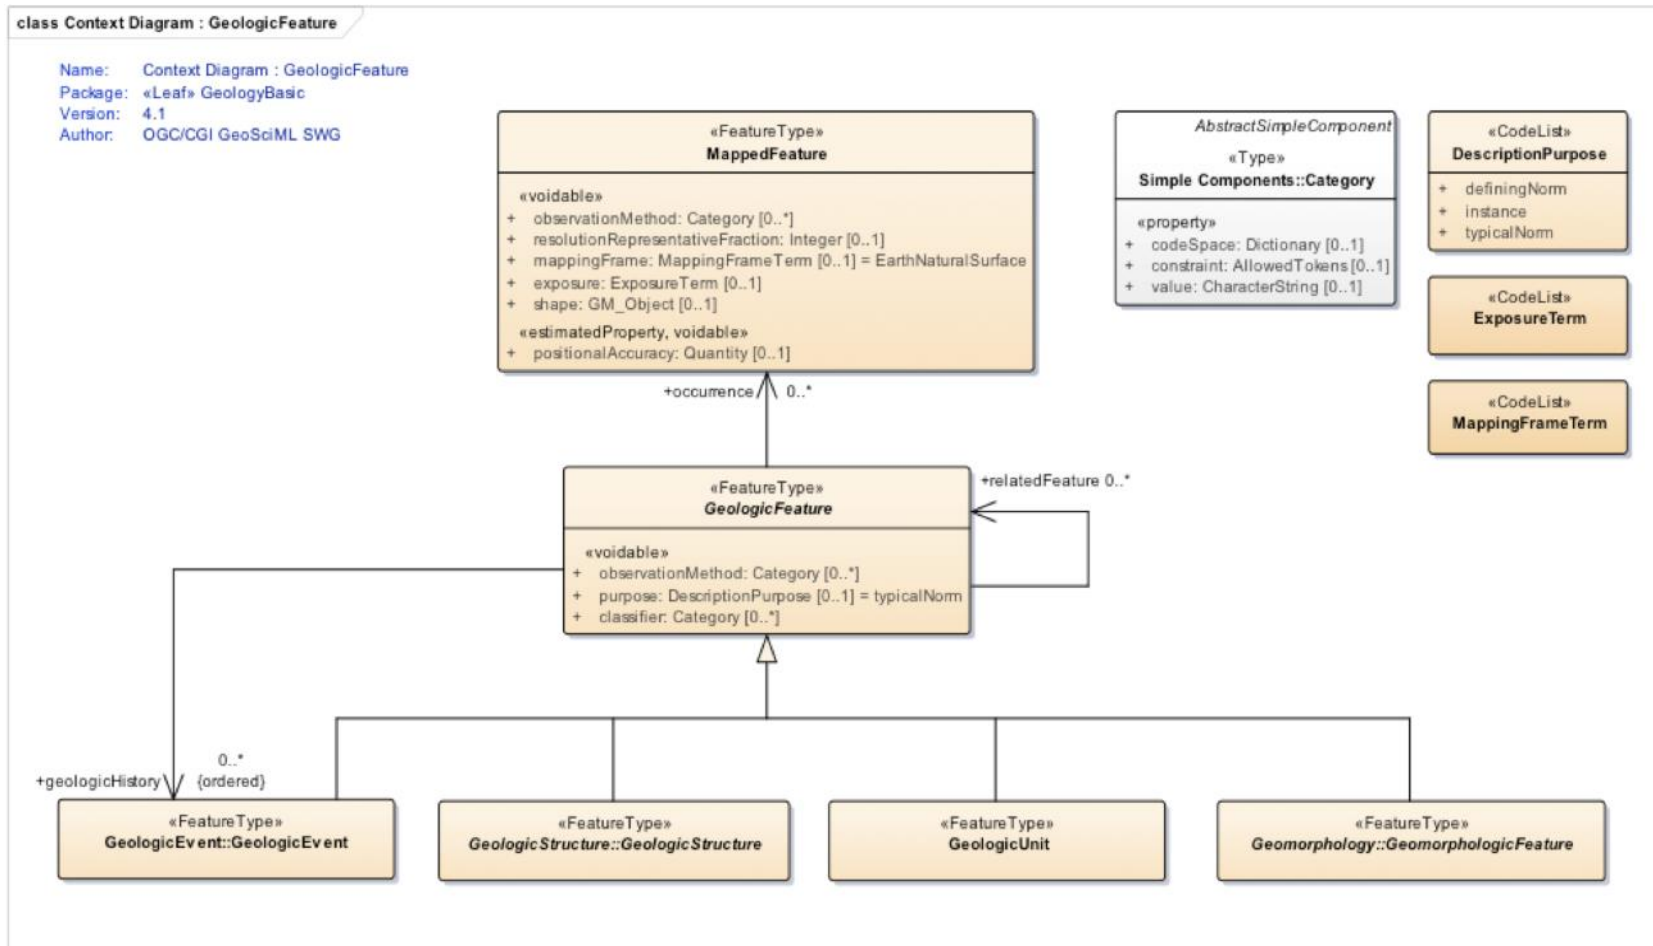 class Context Diagram : GeologicFeature
Name: Context Diagram : GeologicFeature
Package: «Leaf» GeologyBasic
Version: 4.1
Author: OGC/CGI GeoSciML SWG
«FeatureType»
MappedFeature
«voidable»
+ observationMethod: Category [0..*]
+ resolutionRepresentativeFraction: Integer [0..1]
+ mappingFrame: MappingFrameTerm [0..1] = EarthNaturalSurface
+ exposure: ExposureTerm [0..1]
+ shape: GM_Object [0..1]
«estimatedProperty, voidable»
+ positionalAccuracy: Quantity [0..1]
AbstractSimpleComponent
«Type»
Simple Components::Category
«property»
+ codeSpace: Dictionary [0..1]
+ constraint: AllowedTokens [0..1]
+ value: CharacterString [0..1]
«CodeList»
DescriptionPurpose
+ definingNorm
+ instance
+ typicalNorm
«CodeList»
ExposureTerm
«CodeList»
MappingFrameTerm
+occurrence 0..*
«FeatureType»
GeologicFeature
«voidable»
+ observationMethod: Category [0..*]
+ purpose: DescriptionPurpose [0..1] = typicalNorm
+ classifier: Category [0..*]
+relatedFeature 0..*
0..*
+geologicHistory {ordered}
«FeatureType»
GeologicEvent::GeologicEvent
«FeatureType»
GeologicStructure::GeologicStructure
«FeatureType»
GeologicUnit
«FeatureType»
Geomorphology::GeomorphologicFeature